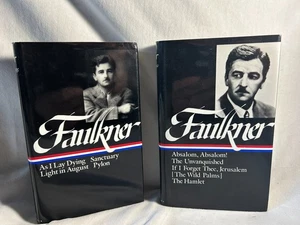 Faulkner
As I Lay Dying Sanctuary
Light in August Pylon
Faulkner
Absalom, Absalom!
The Unvanquished
If I Forget Thee, Jerusalem
[The Wild Palms]
The Hamlet